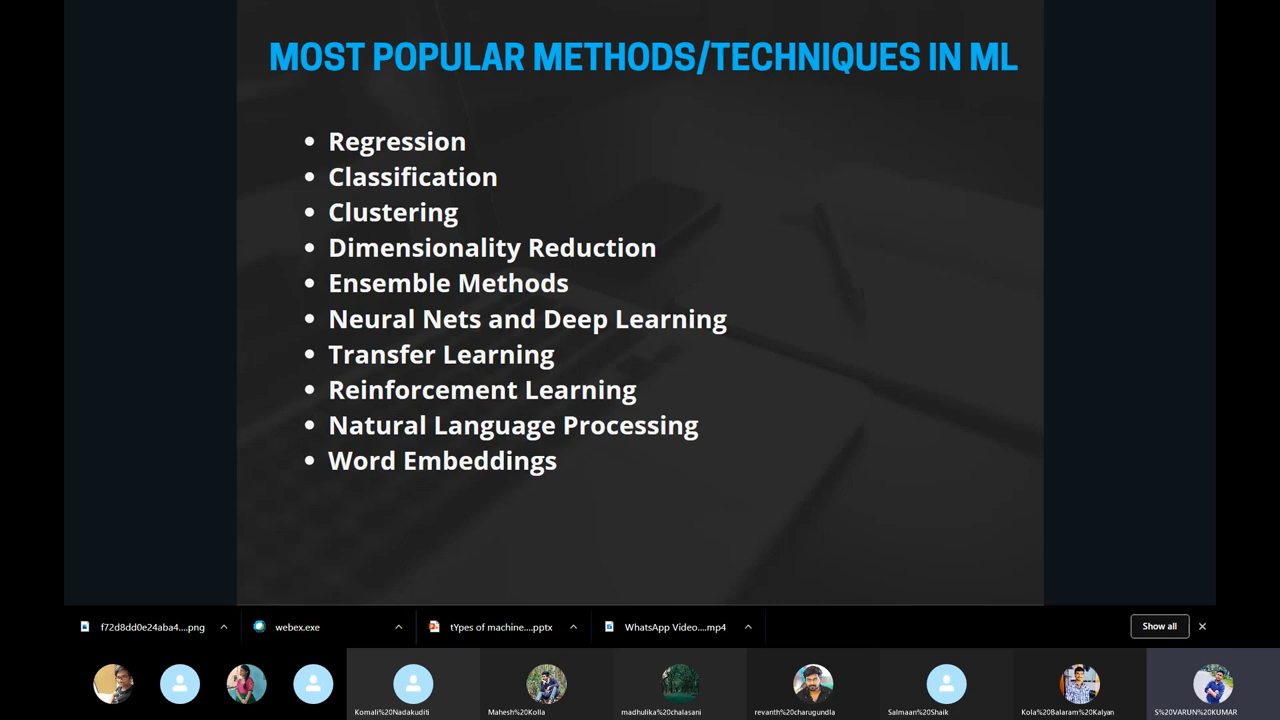 MOST POPULAR METHODS/TECHNIQUES IN ML
• Regression
• Classification
• Clustering
• Dimensionality Reduction
• Ensemble Methods
• Neural Nets and Deep Learning
• Transfer Learning
• Reinforcement Learning
• Natural Language Processing
• Word Embeddings
f72d8dd0e24aba4....png
webex.exe
tYpes of machine....pptx
WhatsApp Video....mp4
Show all
Komali%20Nadakuditi
Mahesh%20Kolla
madhulika%20chalasani
revanth%20charugundla
Salmaan%20Shaik
Kola%20Balaram%20Kalyan
S%20VARUN%20KUMAR